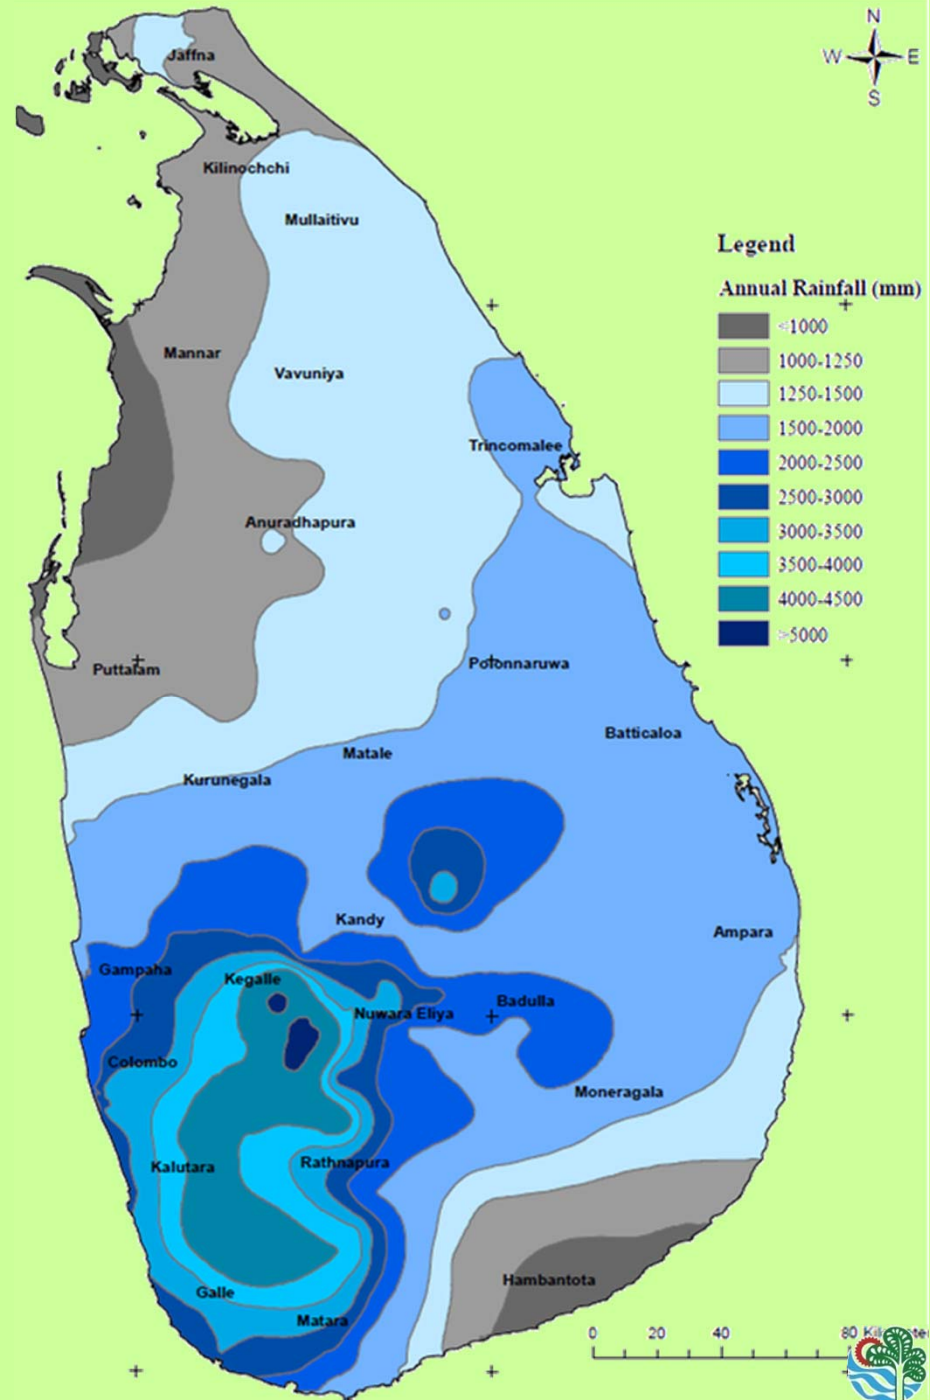 N
W E
S
Jaffna
Kilinochchi
Mullaitivu
Legend
Annual Rainfall (mm)
<1000
1000-1250
1250-1500
1500-2000
2000-2500
2500-3000
3000-3500
3500-4000
4000-4500
>5000
Mannar
Vavuniya
Trincomalee
Anuradhapura
Polonnaruwa
Puttalam
Batticaloa
Matale
Kurunegala
Kandy
Ampara
Gampaha
Kegalle
Badulla
Nuwara Eliya
Colombo
Moneragala
Kalutara
Rathnapura
Hambantota
Galle
Matara
0 20 40 80